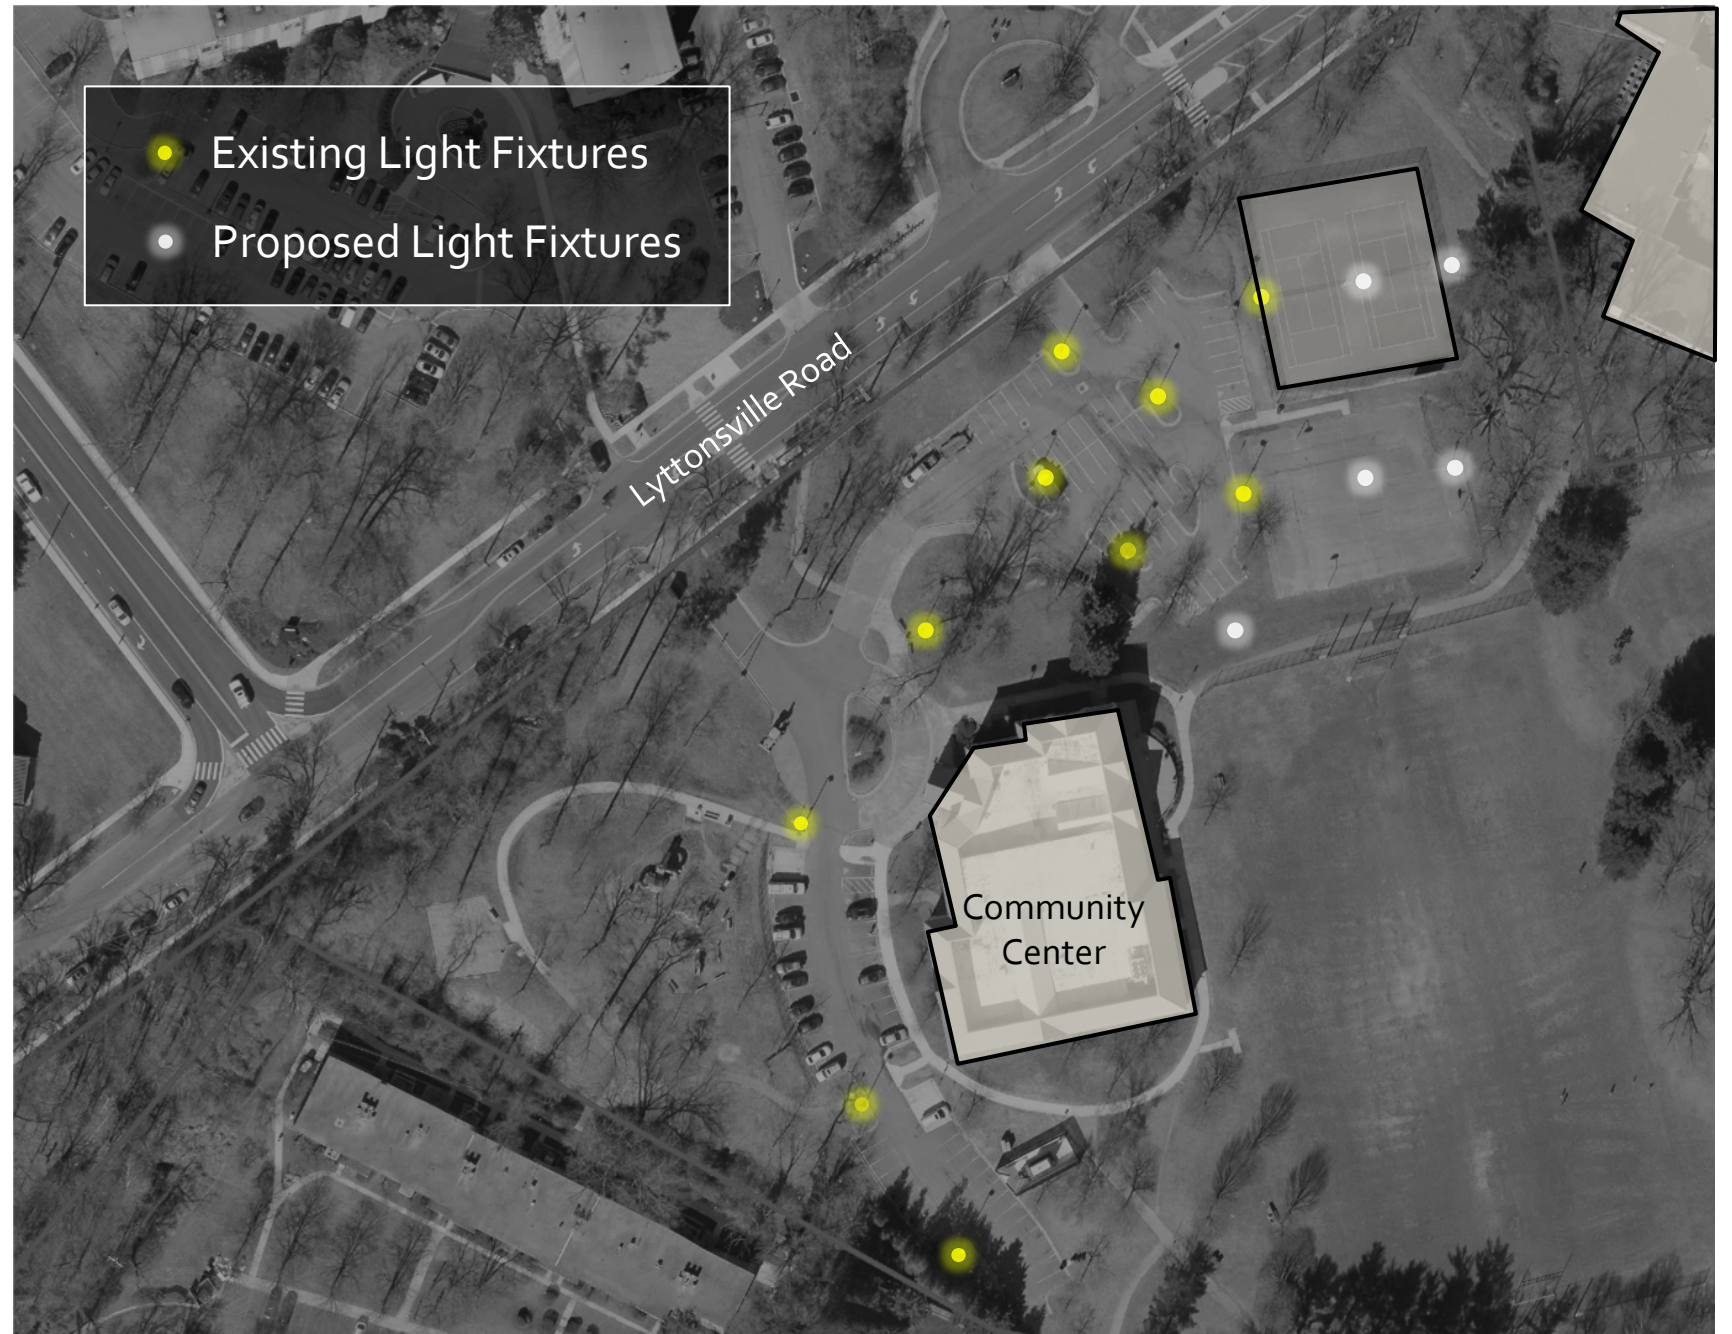 Existing Light Fixtures
Proposed Light Fixtures
Lyttonsville Road
Community
Center